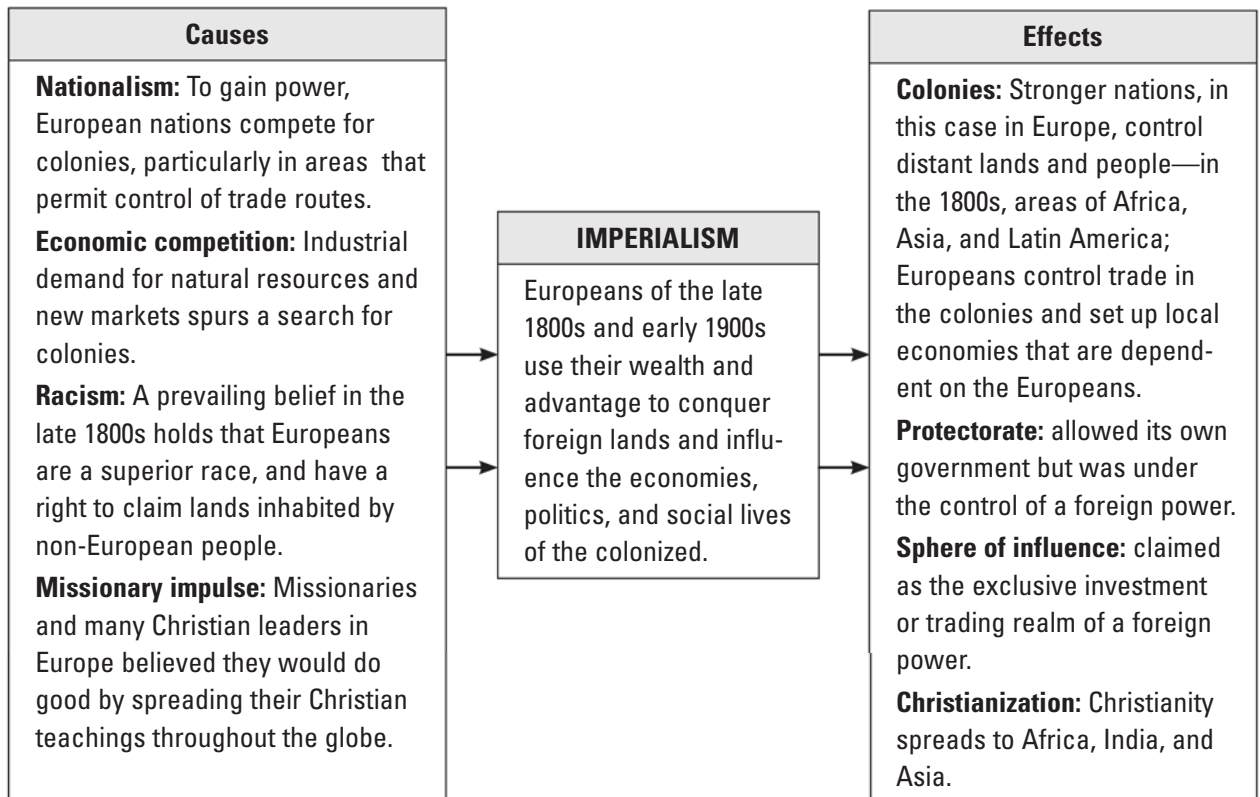 Causes
Nationalism: To gain power,
European nations compete for
colonies, particularly in areas that
permit control of trade routes.
Economic competition: Industrial
demand for natural resources and
new markets spurs a search for
colonies.
Racism: A prevailing belief in the
late 1800s holds that Europeans
are a superior race, and have a
right to claim lands inhabited by
non-European people.
Missionary impulse: Missionaries
and many Christian leaders in
Europe believed they would do
good by spreading their Christian
teachings throughout the globe.
IMPERIALISM
Europeans of the late
1800s and early 1900s
use their wealth and
advantage to conquer
foreign lands and influ-
ence the economies,
politics, and social lives
of the colonized.
Effects
Colonies: Stronger nations, in
this case in Europe, control
distant lands and people—in
the 1800s, areas of Africa,
Asia, and Latin America;
Europeans control trade in
the colonies and set up local
economies that are depend-
ent on the Europeans.
Protectorate: allowed its own
government but was under
the control of a foreign power.
Sphere of influence: claimed
as the exclusive investment
or trading realm of a foreign
power.
Christianization: Christianity
spreads to Africa, India, and
Asia.